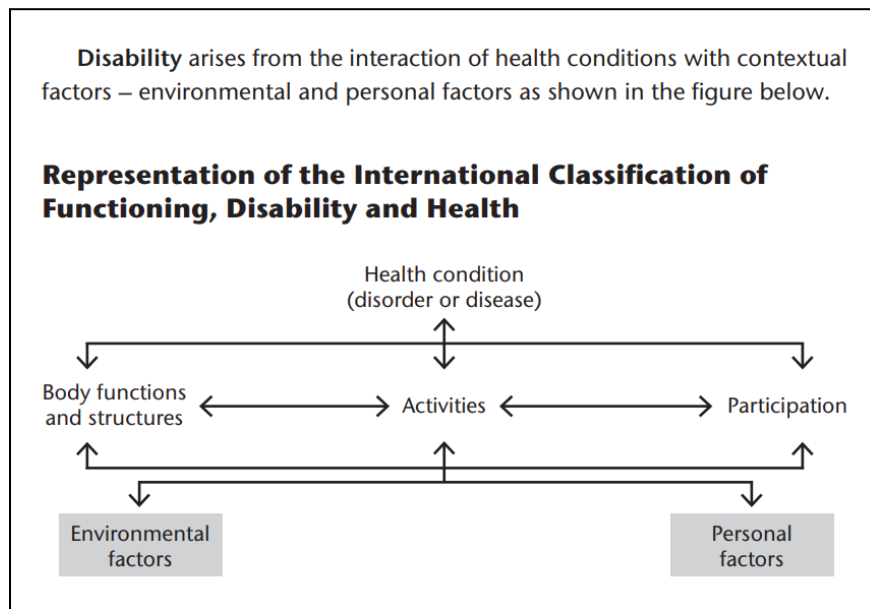 Disability arises from the interaction of health conditions with contextual
factors – environmental and personal factors as shown in the figure below.
Representation of the International Classification of
Functioning, Disability and Health
Health condition
(disorder or disease)
Body functions
and structures
Activities
Participation
Environmental
factors
Personal
factors